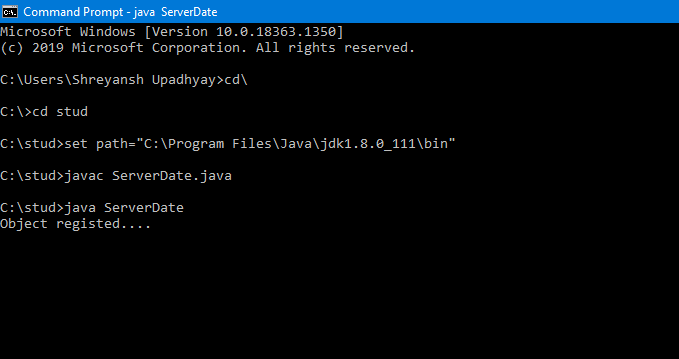 Command Prompt - java  ServerDate
Microsoft Windows [Version 10.0.18363.1350]
(c) 2019 Microsoft Corporation. All rights reserved.
C:\Users\Shreyansh Upadhyay>cd\
C:\>cd stud
C:\stud>set path="C:\Program Files\Java\jdk1.8.0_111\bin"
C:\stud>javac ServerDate.java
C:\stud>java ServerDate
Object registed....